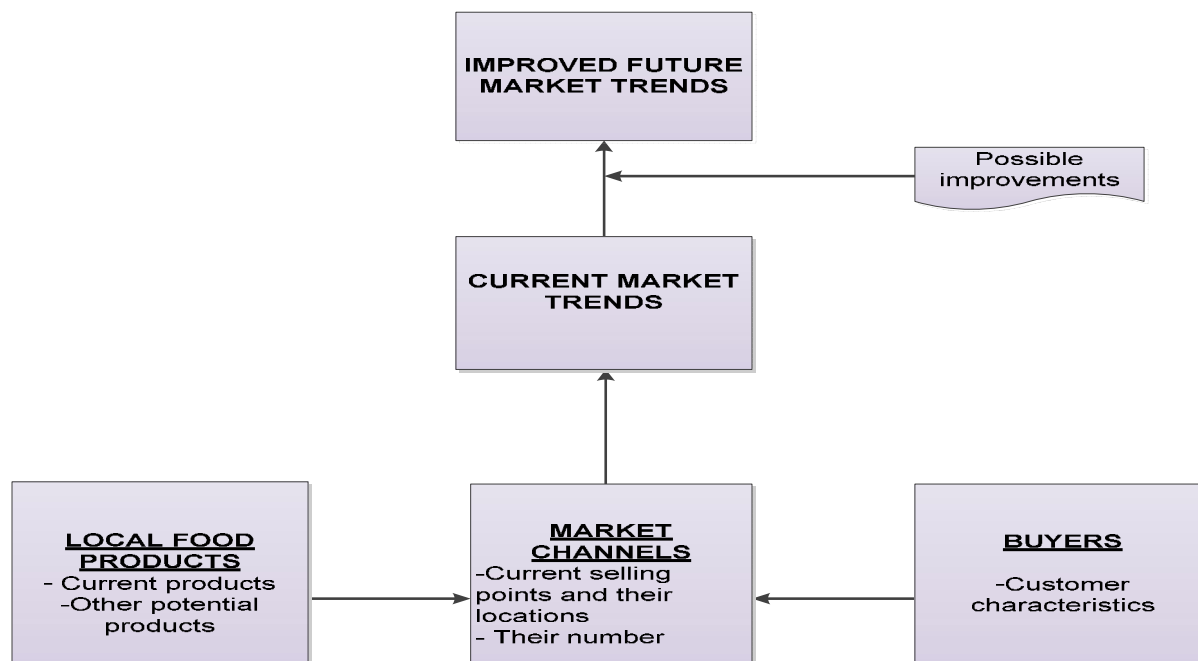 IMPROVED FUTURE
MARKET TRENDS
Possible
improvements
CURRENT MARKET
TRENDS
LOCAL FOOD
PRODUCTS
- Current products
-Other potential
products
MARKET
CHANNELS
-Current selling
points and their
locations
- Their number
BUYERS
-Customer
characteristics